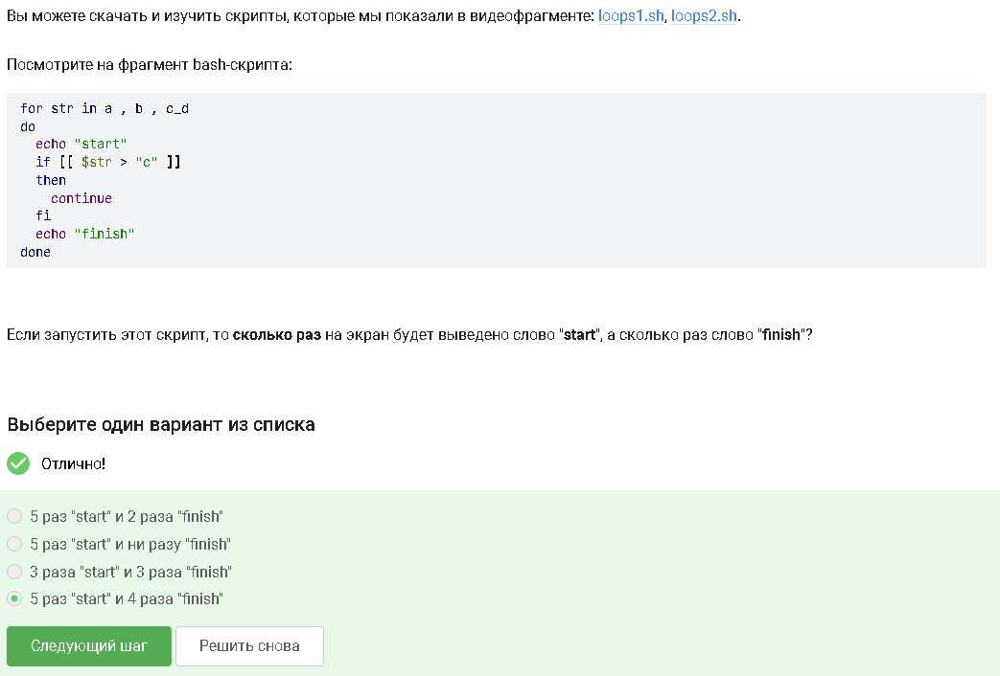 Вы можете скачать и изучить скрипты, которые мы показали в видеофрагменте: loops1.sh, loops2.sh.
Посмотрите на фрагмент bash-скрипта:
for str in a , b , c_d
do
  echo "start"
  if [[ $str > "c" ]]
  then
    continue
  fi
  echo "finish"
done
Если запустить этот скрипт, то сколько раз на экран будет выведено слово "start", а сколько раз слово "finish"?
Выберите один вариант из списка
Отлично!
5 раз "start" и 2 раза "finish"
5 раз "start" и ни разу "finish"
3 раза "start" и 3 раза "finish"
5 раз "start" и 4 раза "finish"
Следующий шаг Решить снова